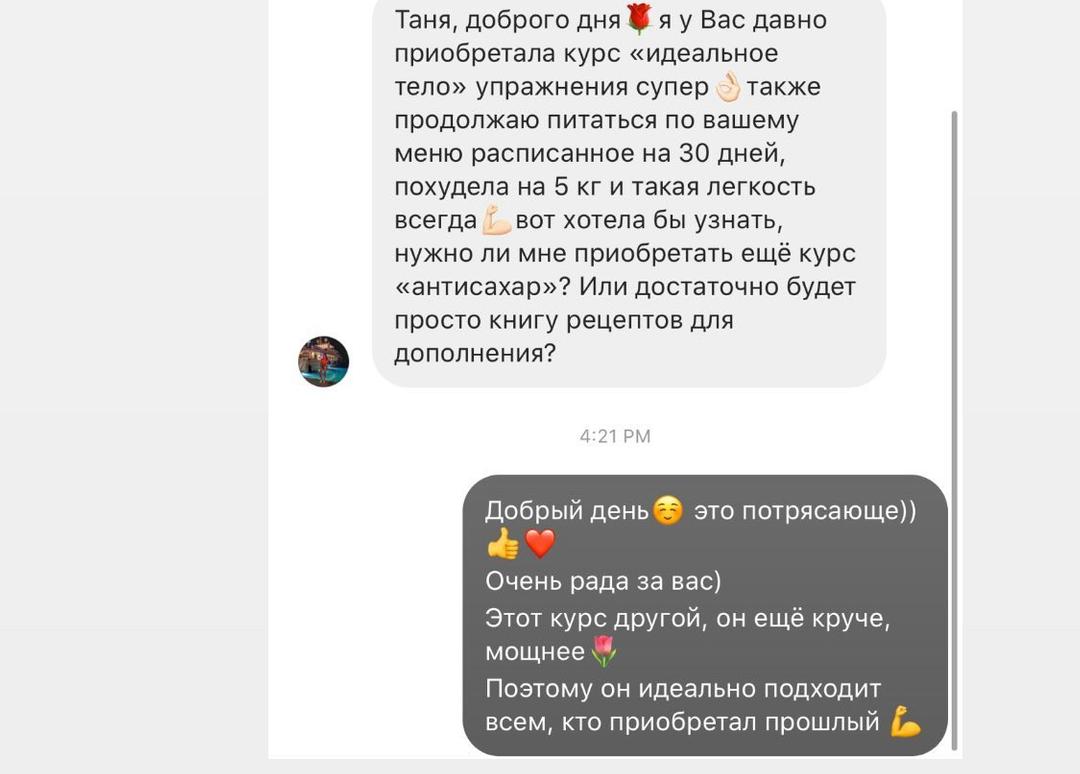 Таня, доброго дня🌹я у Вас давно
приобретала курс «идеальное
тело» упражнения супер👌🏻также
продолжаю питаться по вашему
меню расписанное на 30 дней,
похудела на 5 кг и такая легкость
всегда💪🏻вот хотела бы узнать,
нужно ли мне приобретать ещё курс
«антисахар»? Или достаточно будет
просто книгу рецептов для
дополнения?
4:21 PM
Добрый день☺️ это потрясающе))
👍❤️
Очень рада за вас)
Этот курс другой, он ещё круче,
мощнее🌷
Поэтому он идеально подходит
всем, кто приобретал прошлый 💪